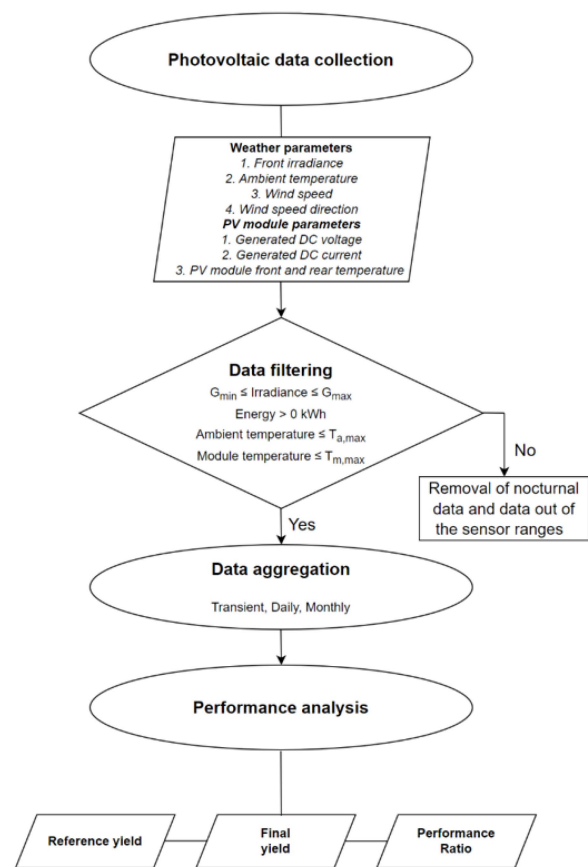 Photovoltaic data collection
Weather parameters
1. Front irradiance
2. Ambient temperature
3. Wind speed
4. Wind speed direction
PV module parameters
1. Generated DC voltage
2. Generated DC current
3. PV module front and rear temperature
Data filtering
Gmin ≤ Irradiance ≤ Gmax
Energy > 0 kWh
Ambient temperature ≤ Ta,max
Module temperature ≤ Tm,max
No
Removal of nocturnal
data and data out of
the sensor ranges
Yes
Data aggregation
Transient, Daily, Monthly
Performance analysis
Reference yield
Final
yield
Performance
Ratio